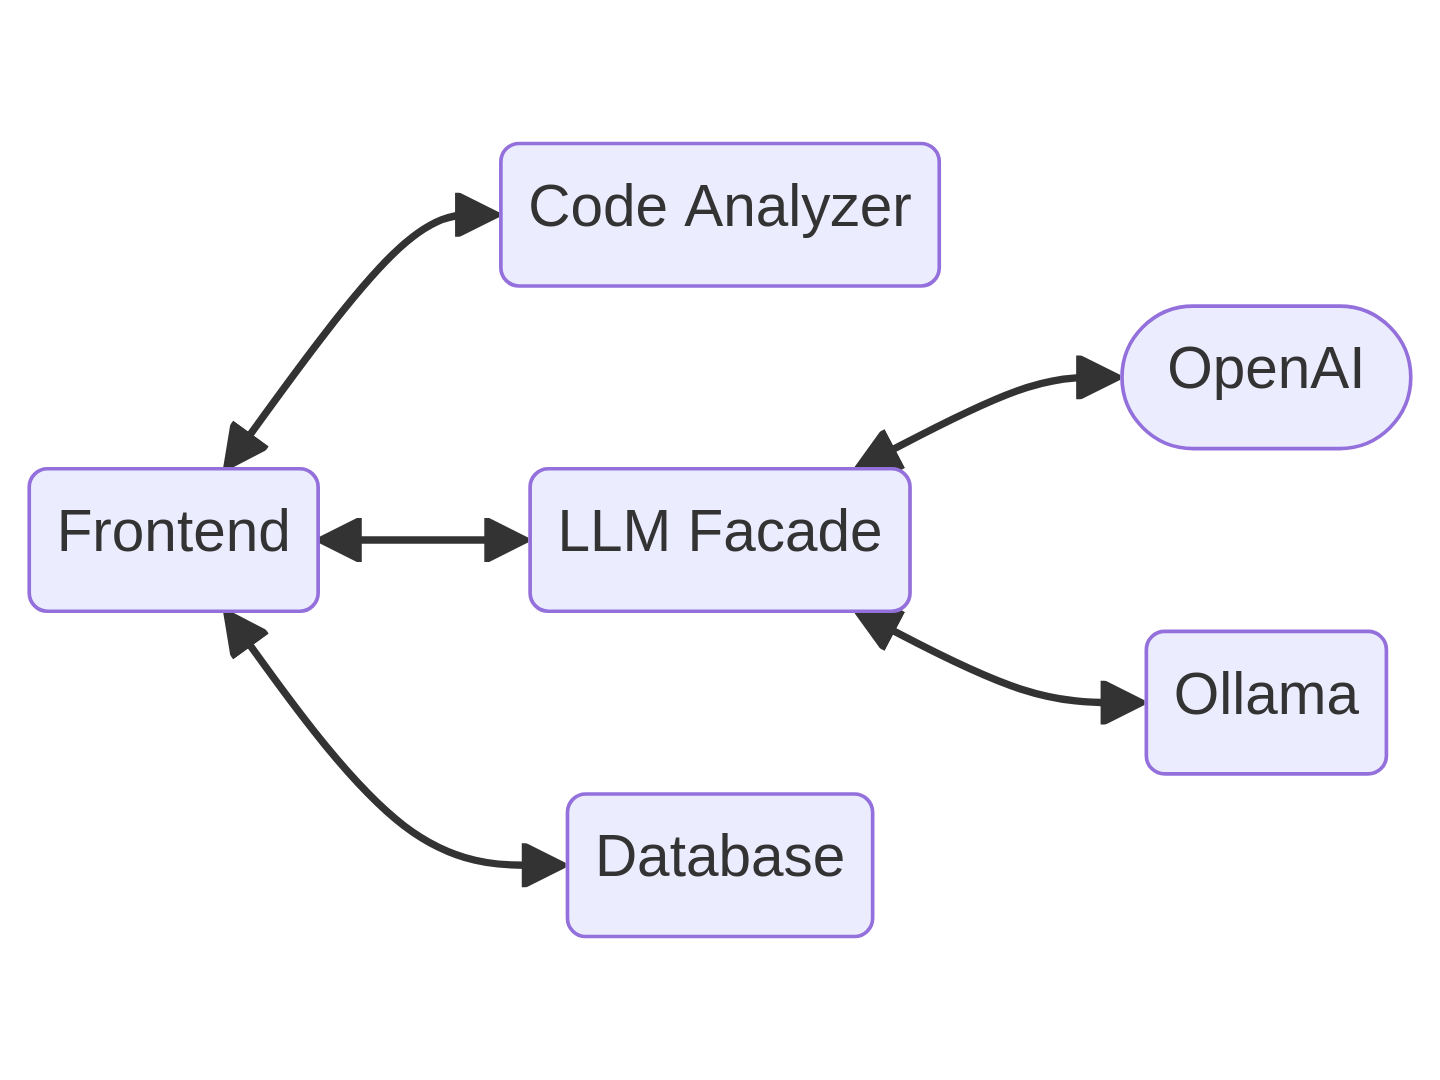 Code Analyzer
OpenAI
Frontend
LLM Facade
Ollama
Database